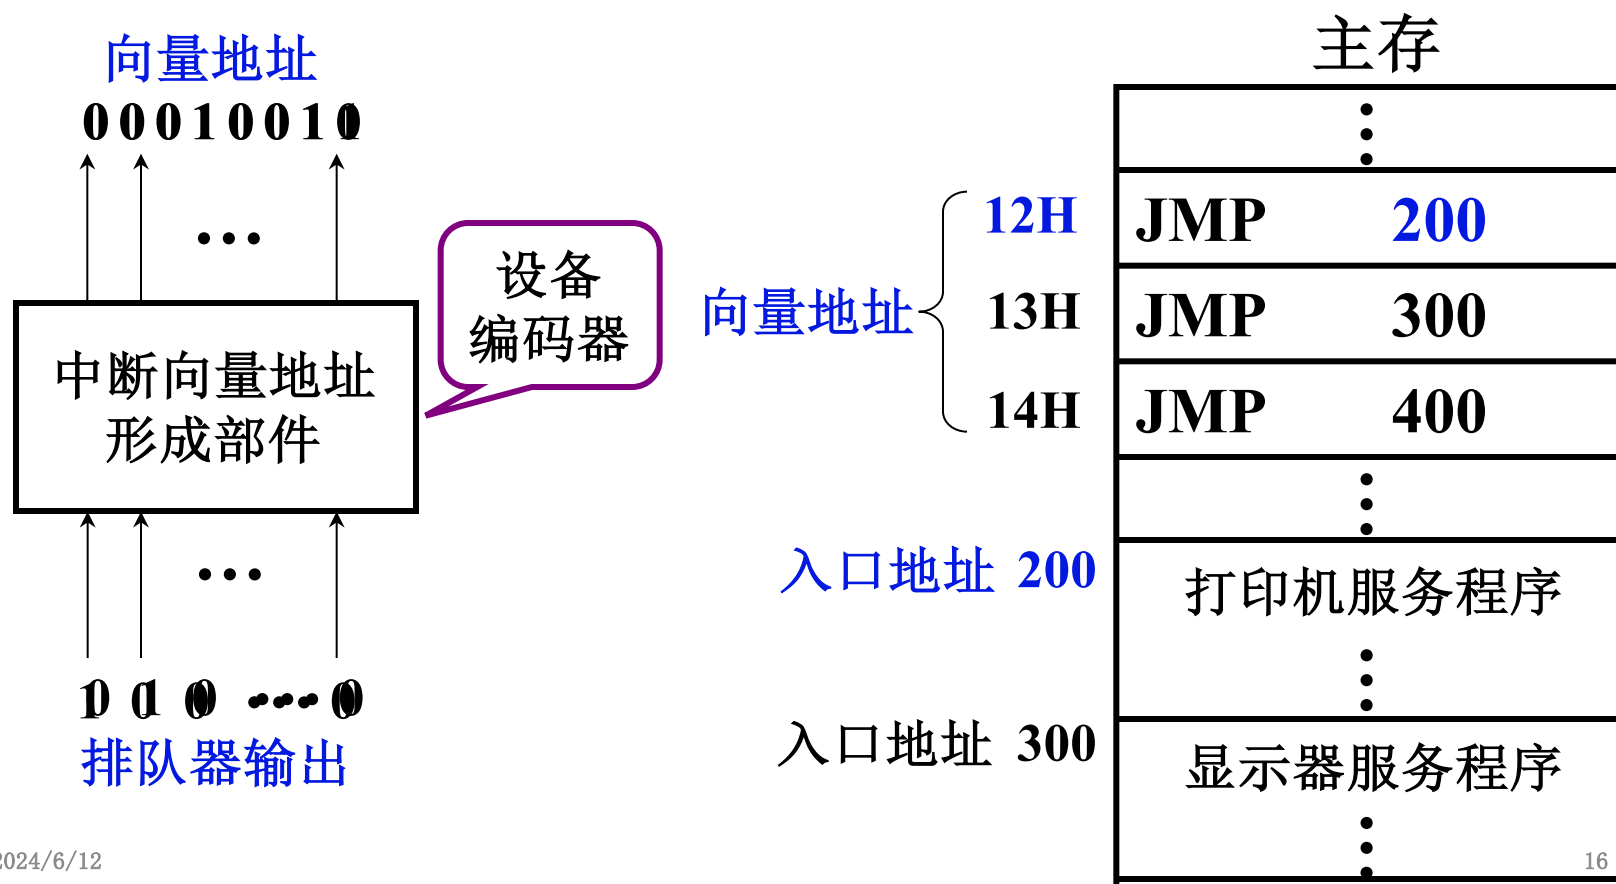 向量地址
0 0 0 1 0 0 1
…
中断向量地址
形成部件
设备
编码器
…
排队器输出
主存
12H JMP 200
向量地址 13H JMP 300
14H JMP 400
入口地址 200 打印机服务程序
入口地址 300 显示器服务程序
2024/6/12
16